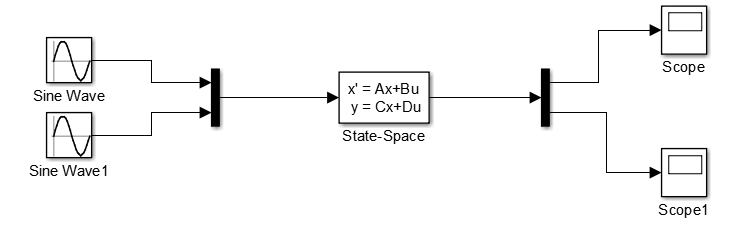 Sine Wave
Sine Wave1
x' = Ax+Bu
y = Cx+Du
State-Space
Scope
Scope1